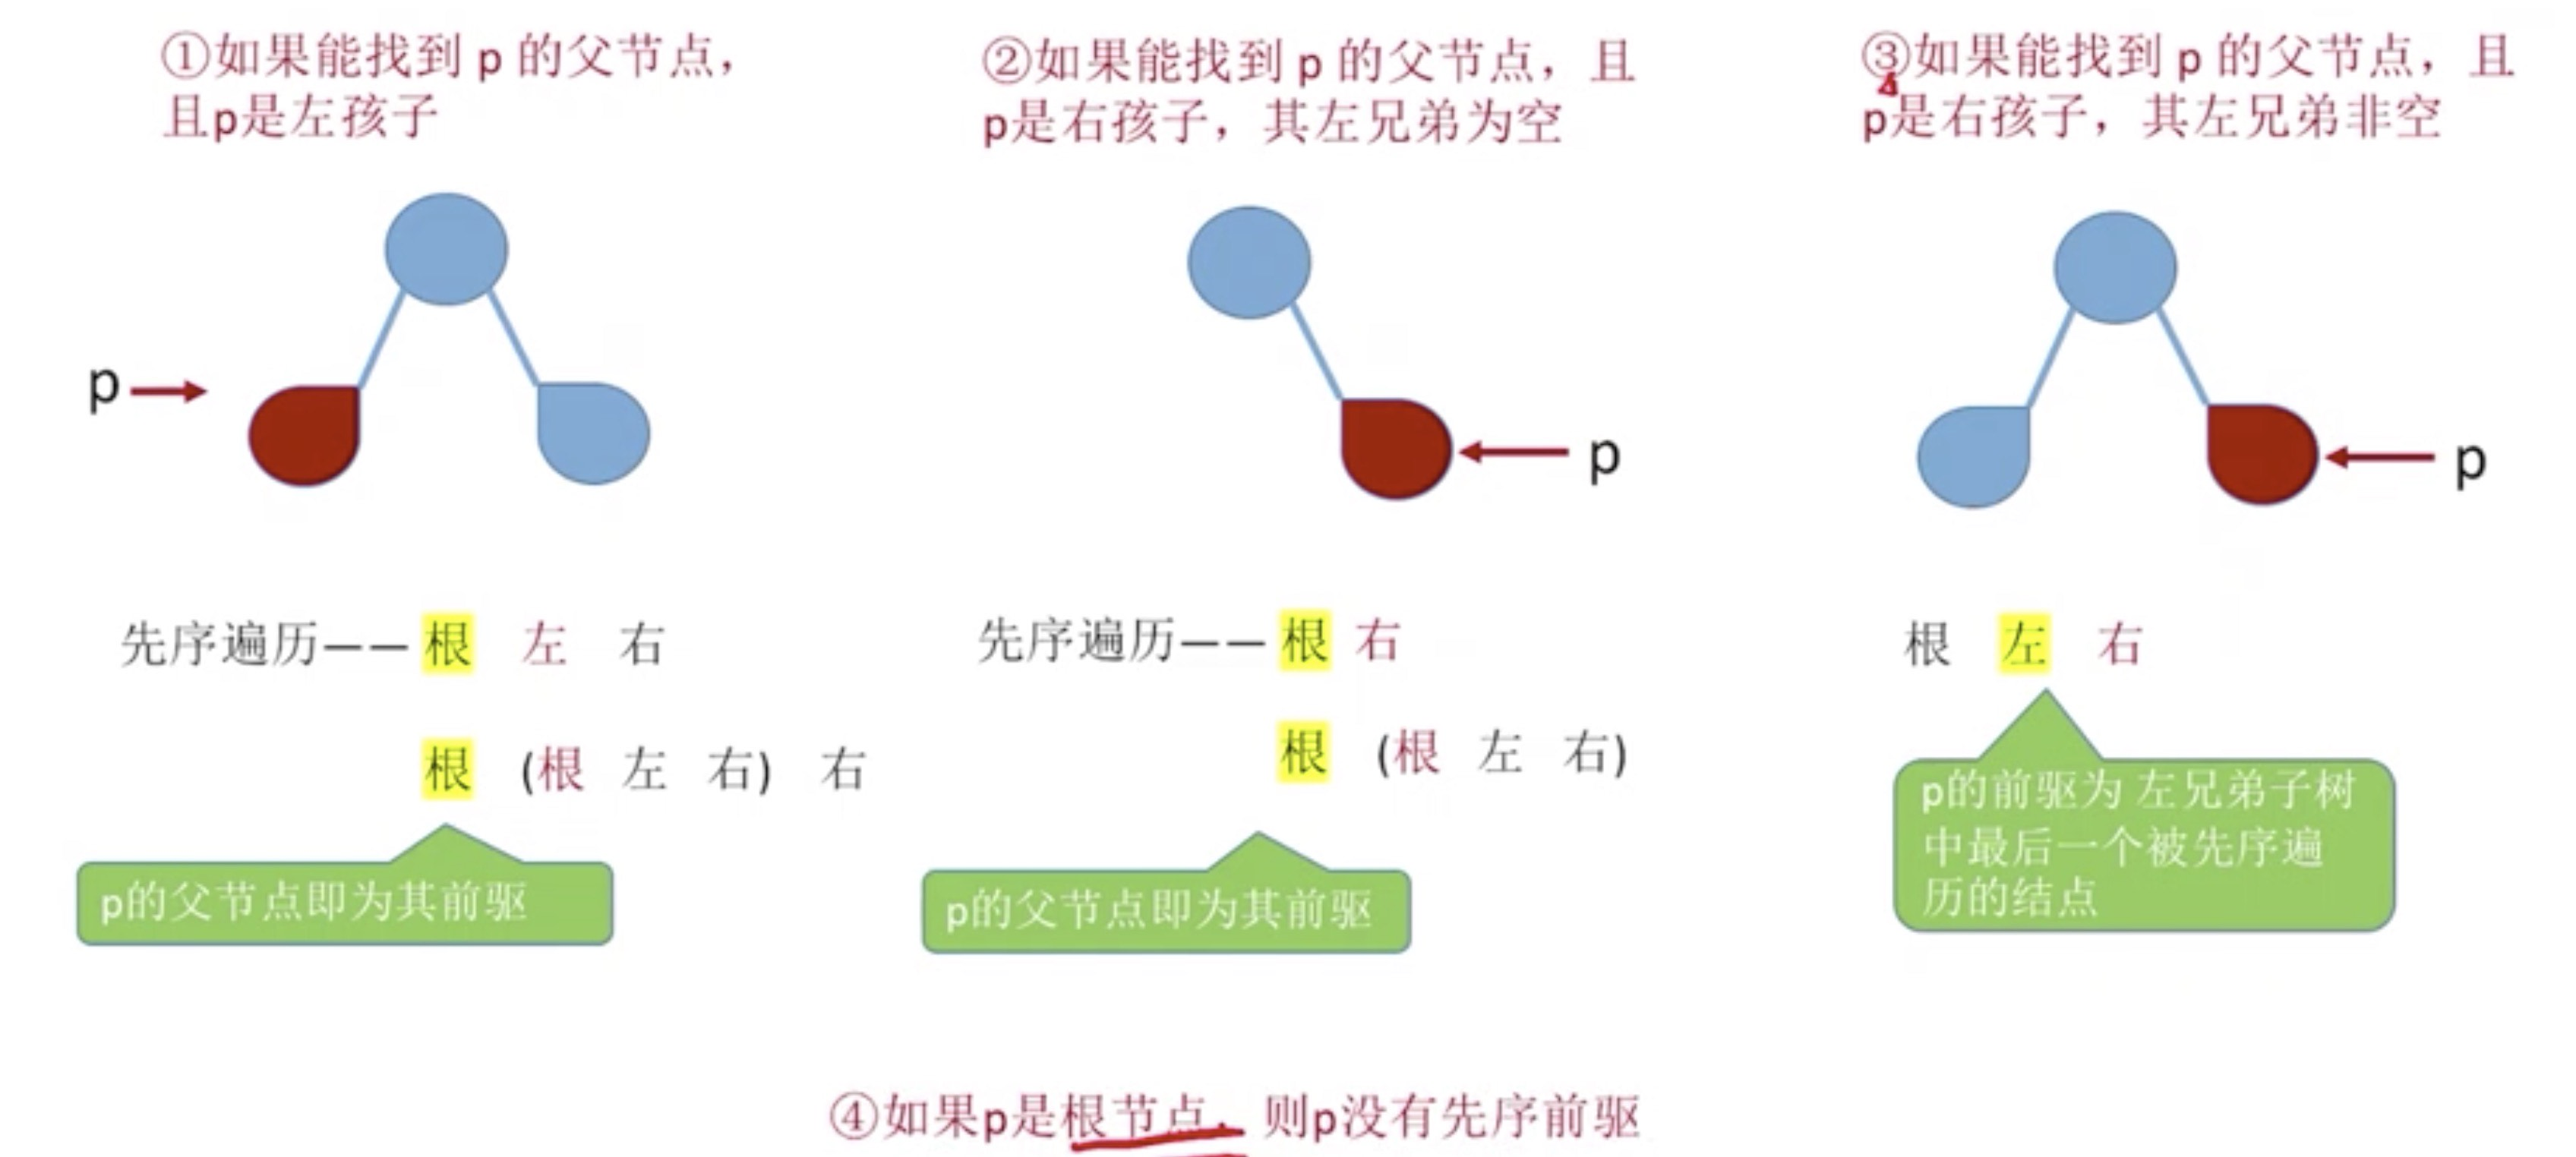 ①如果能找到 p 的父节点，
且p是左孩子
p
先序遍历——根 左 右
根 (根 左 右) 右
p的父节点即为其前驱
②如果能找到 p 的父节点，且
p是右孩子，其左兄弟为空
p
先序遍历——根 右
根 (根 左 右)
p的父节点即为其前驱
③如果能找到 p 的父节点，且
p是右孩子，其左兄弟非空
p
根 左 右
p的前驱为 左兄弟子树
中最后一个被先序遍
历的结点
④如果p是根节点，则p没有先序前驱